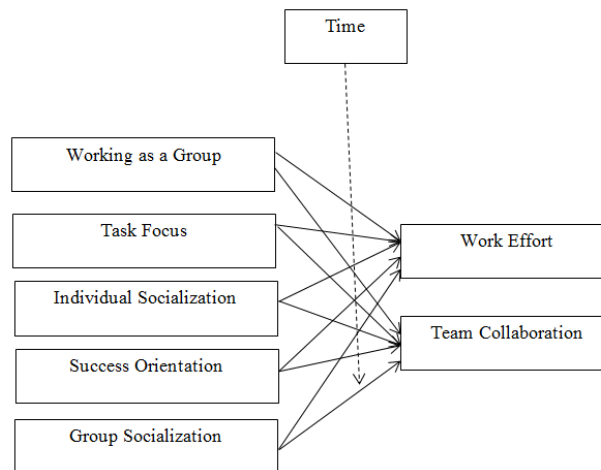 Time
Working as a Group
Task Focus
Work Effort
Individual Socialization
Team Collaboration
Success Orientation
Group Socialization